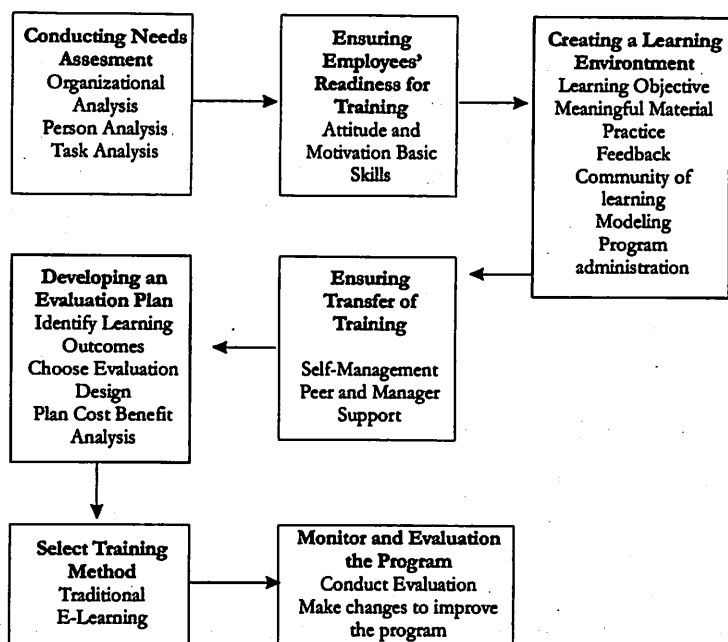 Conducting Needs
Assesment
Organizational
Analysis
Person Analysis
Task Analysis
Ensuring
Employees'
Readiness for
Training
Attitude and
Motivation Basic
Skills
Creating a Learning
Environtment
Learning Objective
Meaningful Material
Practice
Feedback
Community of
learning
Modeling
Program
administration
Ensuring
Transfer of
Training
Self-Management
Peer and Manager
Support
Developing an
Evaluation Plan
Identify Learning
Outcomes
Choose Evaluation
Design
Plan Cost Benefit
Analysis
Select Training
Method
Traditional
E-Learning
Monitor and Evaluation
the Program
Conduct Evaluation
Make changes to improve
the program